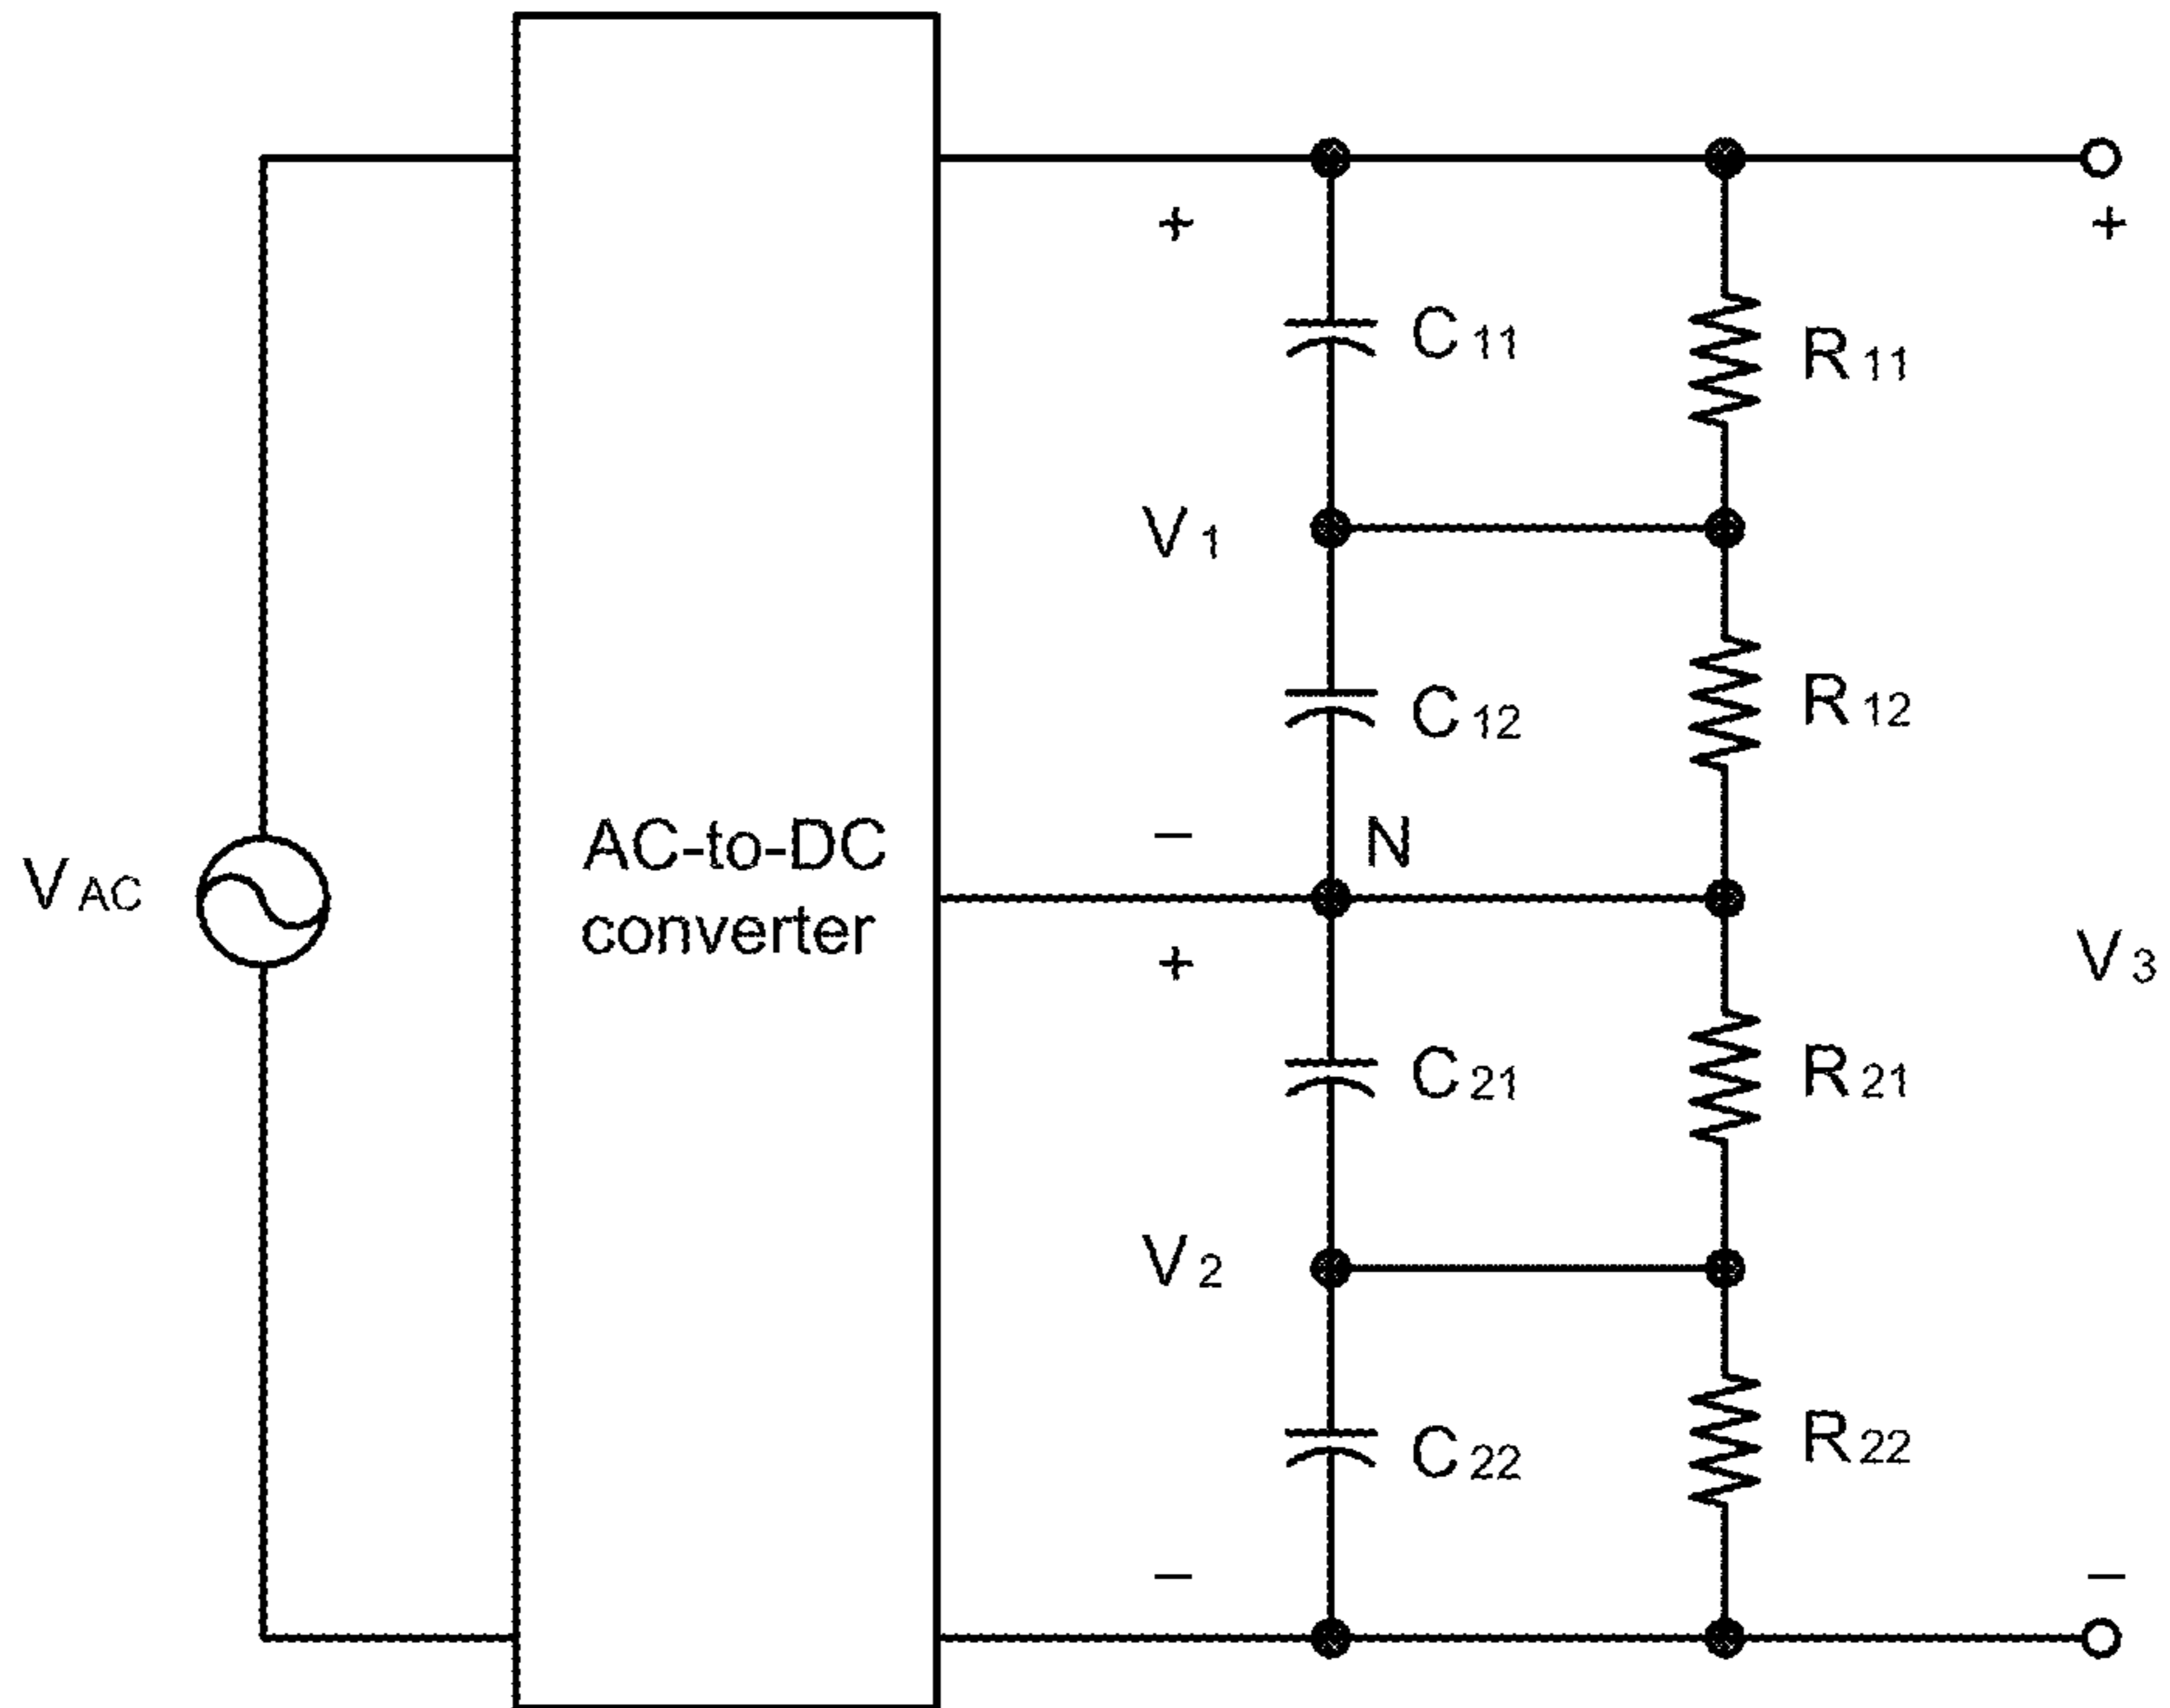 +
+
C11
R11
V1
C12
R12
−
N
VAC
AC-to-DC
converter
+
V3
C21
R21
V2
C22
R22
−
−